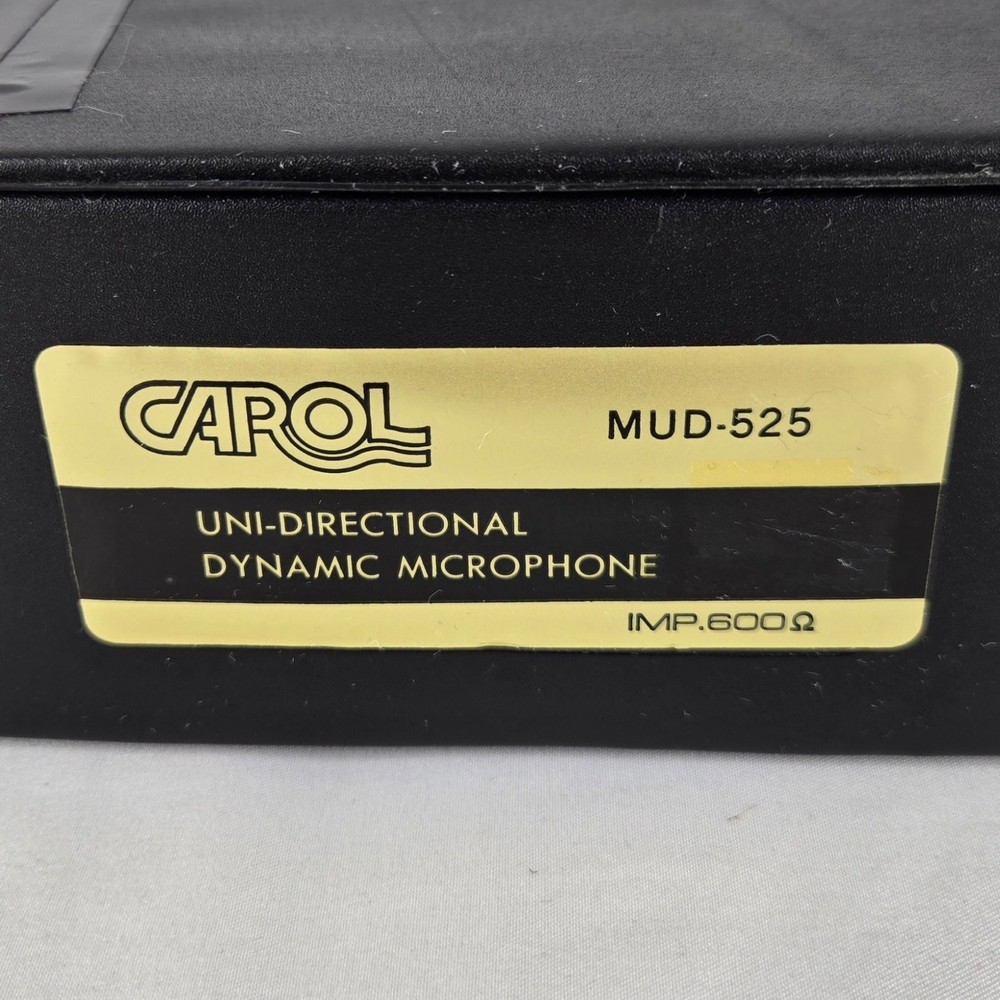 CAROL
MUD-525
UNI-DIRECTIONAL
DYNAMIC MICROPHONE
IMP.600Ω